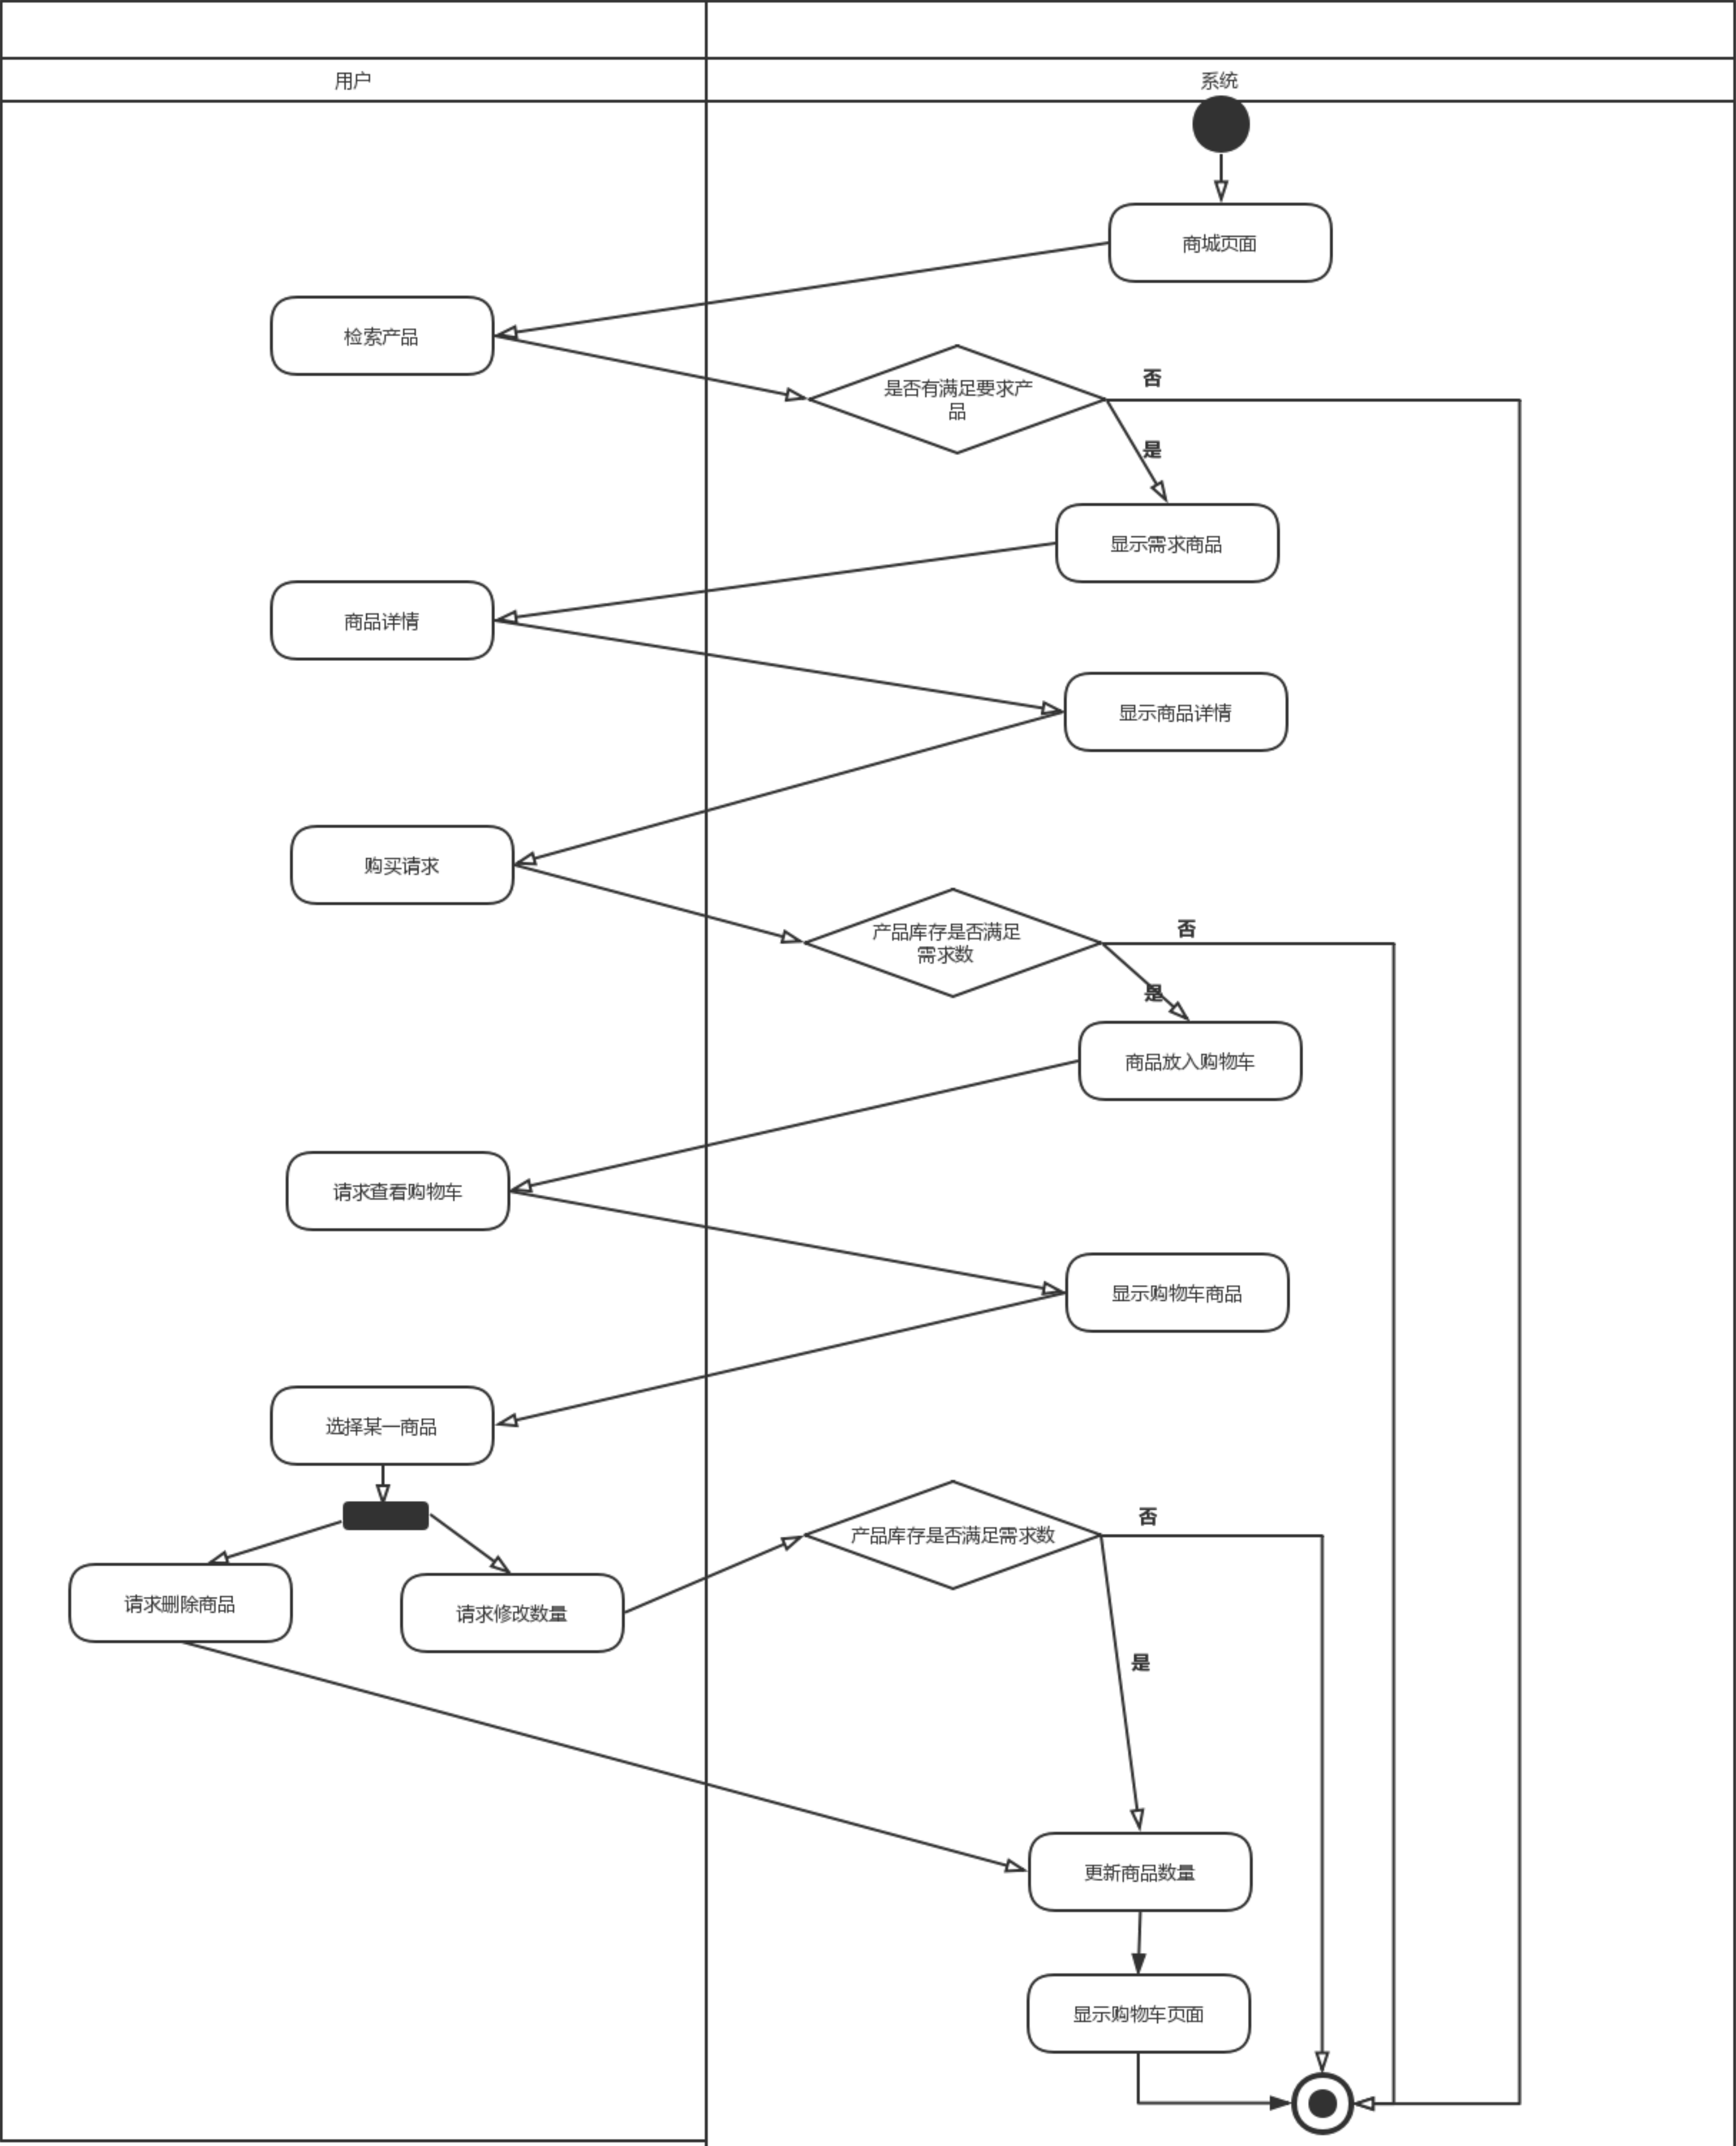 用户
系统
商城页面
检索产品
是否有满足要求产
品
否
是
显示需求商品
商品详情
显示商品详情
购买请求
产品库存是否满足
需求数
否
是
商品放入购物车
请求查看购物车
显示购物车商品
选择某一商品
产品库存是否满足需求数
否
请求删除商品
请求修改数量
是
更新商品数量
显示购物车页面